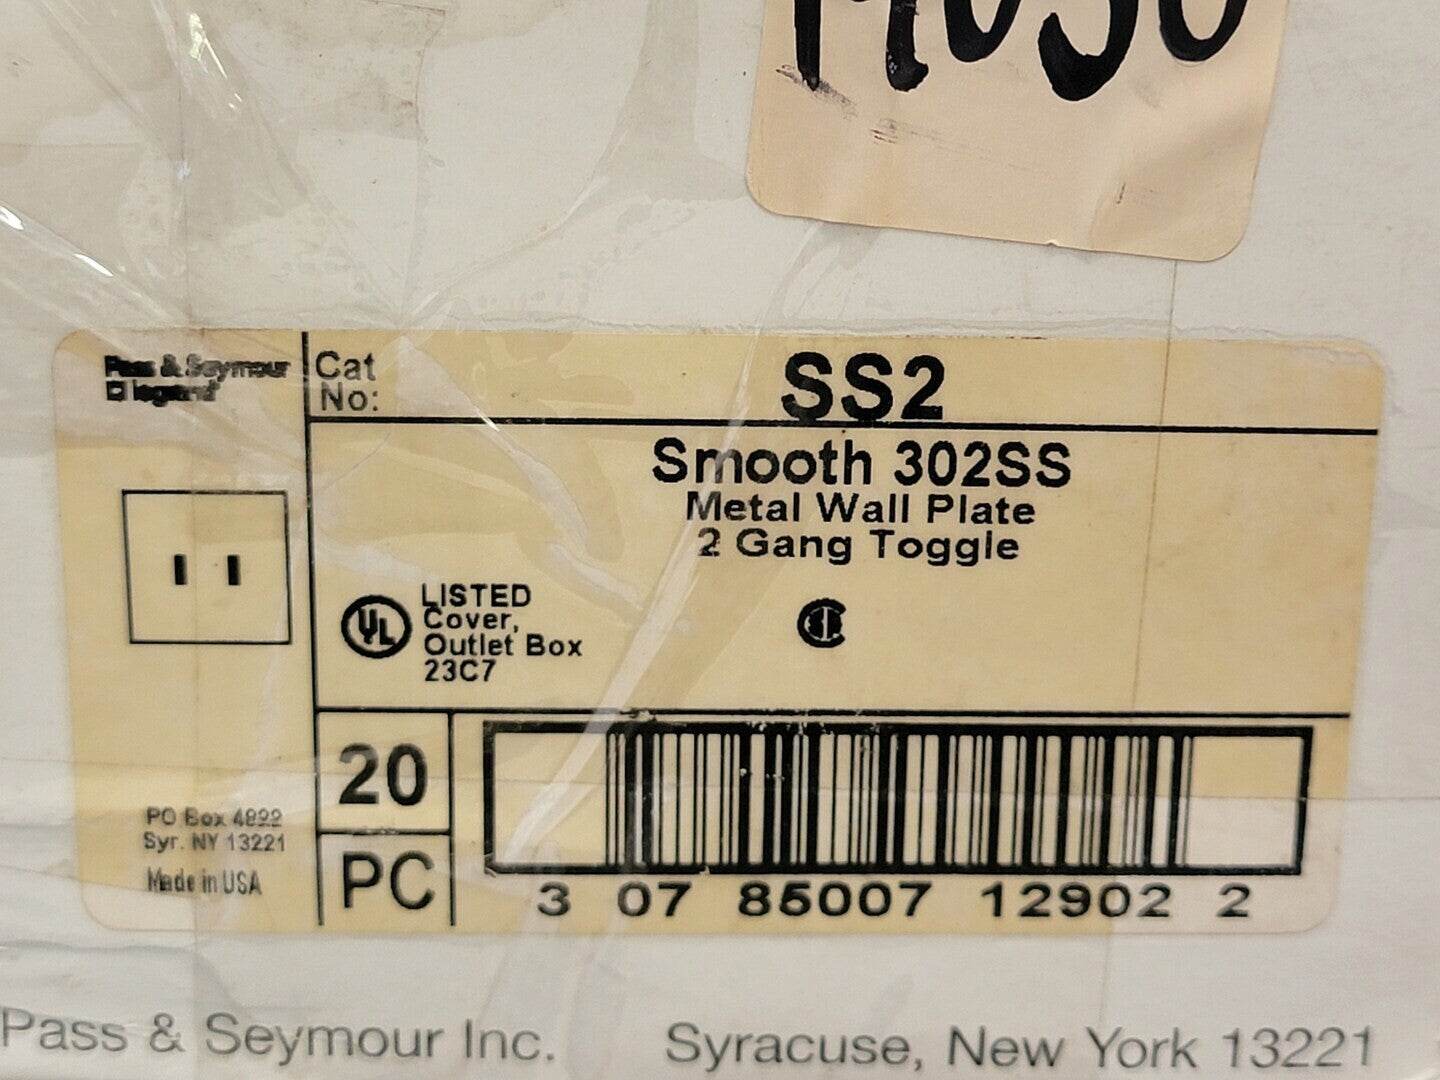 Pass & Seymour
legrand
Cat
No:
SS2
Smooth 302SS
Metal Wall Plate
2 Gang Toggle
UL
LISTED
Cover,
Outlet Box
23C7
20
PC
PO Box 4822
Syr. NY 13221
Made in USA
3 07 85007 12902 2
Pass & Seymour Inc.
Syracuse, New York 13221